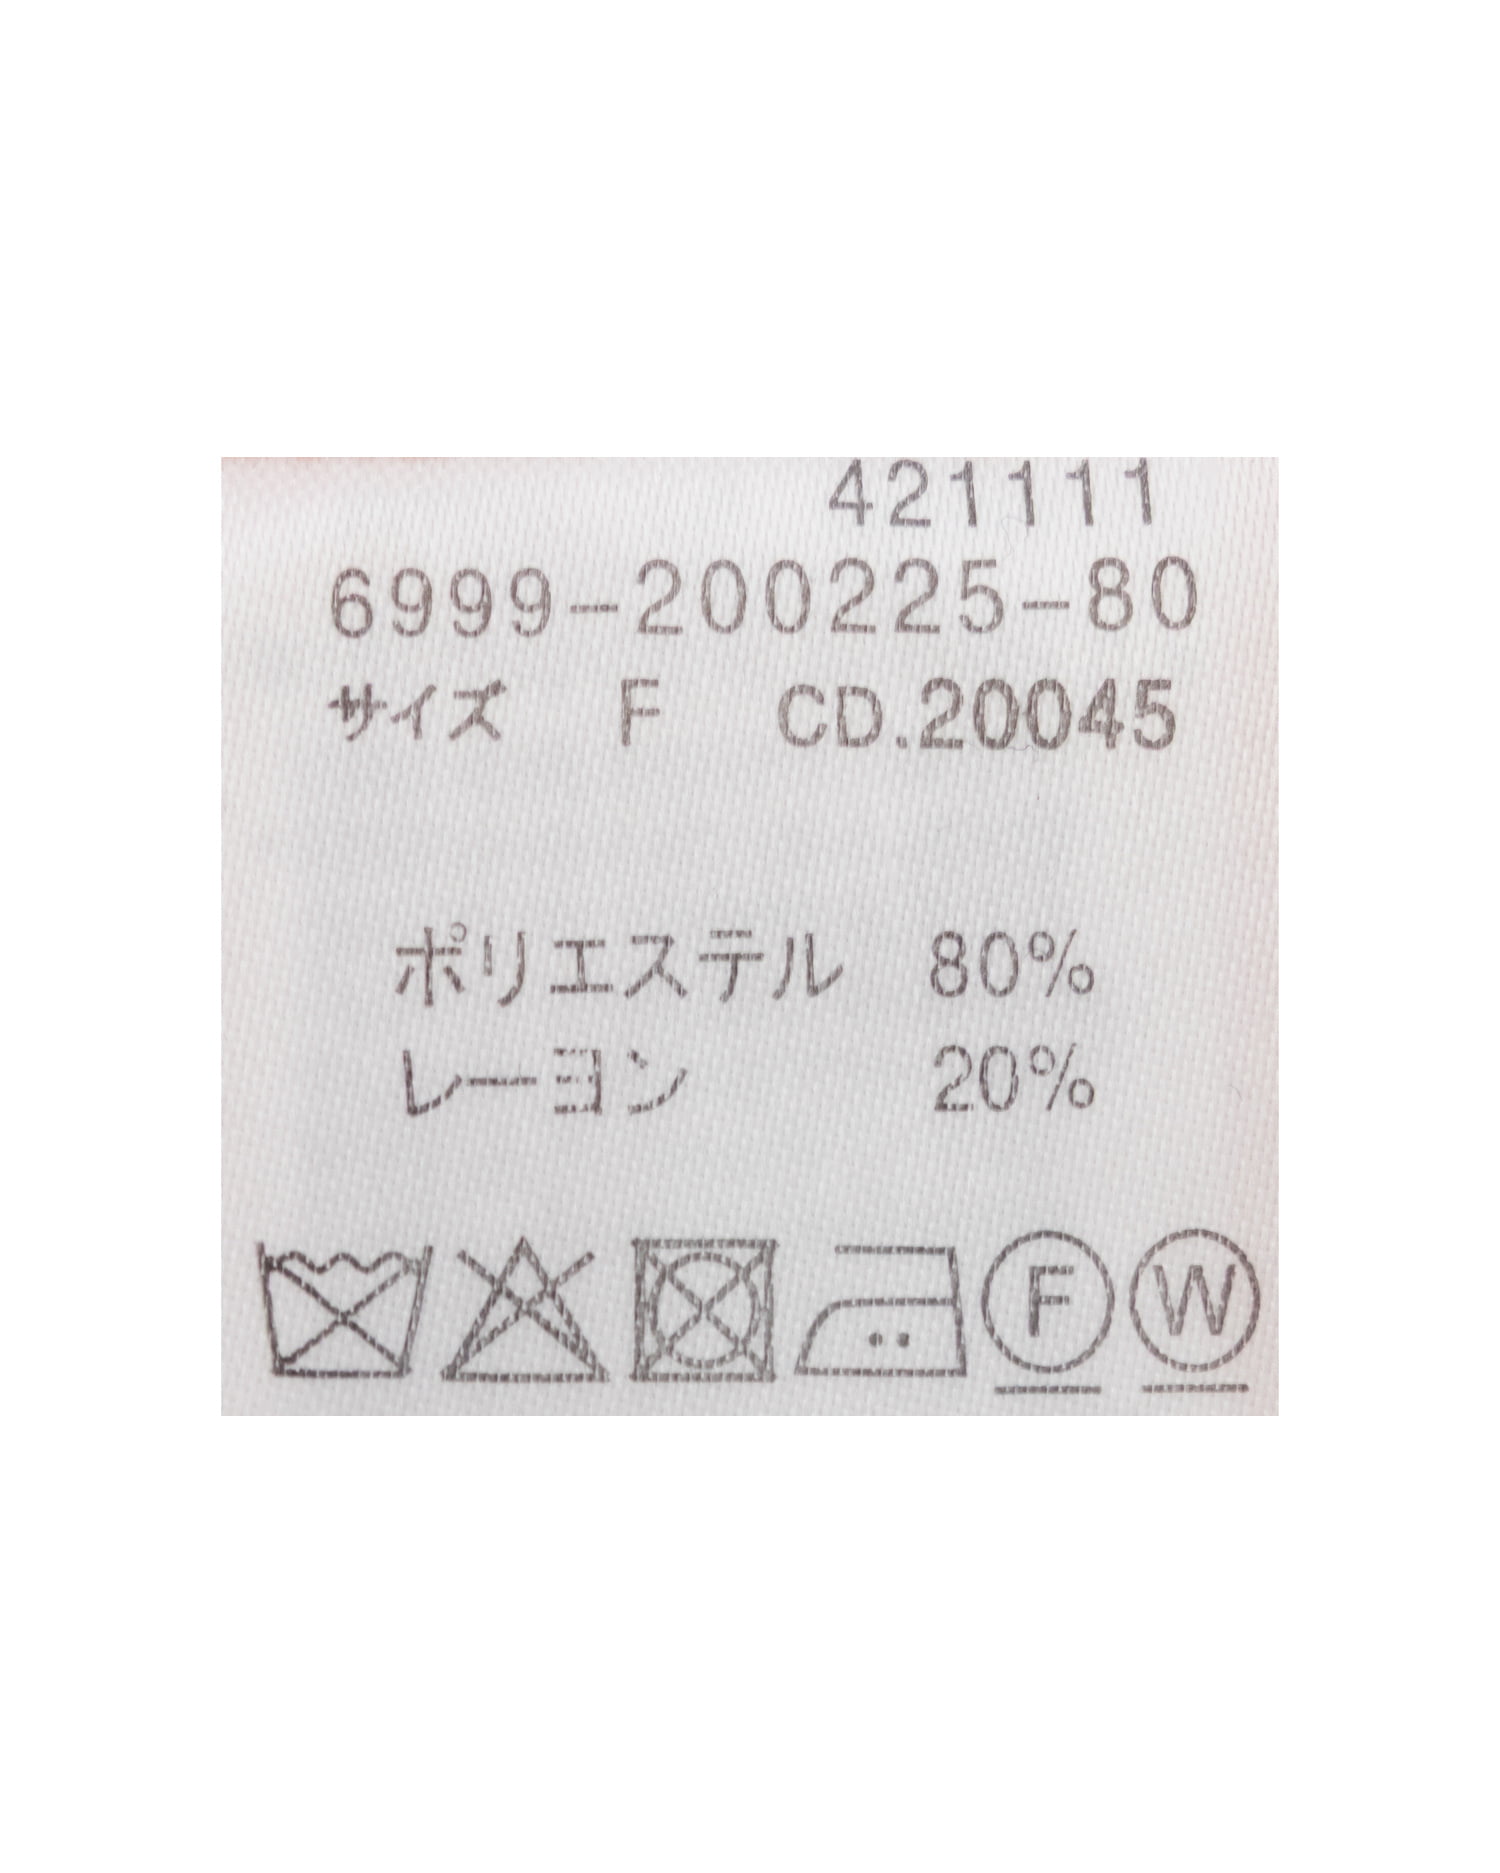 421111
6999-200225-80
サイズ F CD.20045
ポリエステル 80%
レーヨン 20%
F W